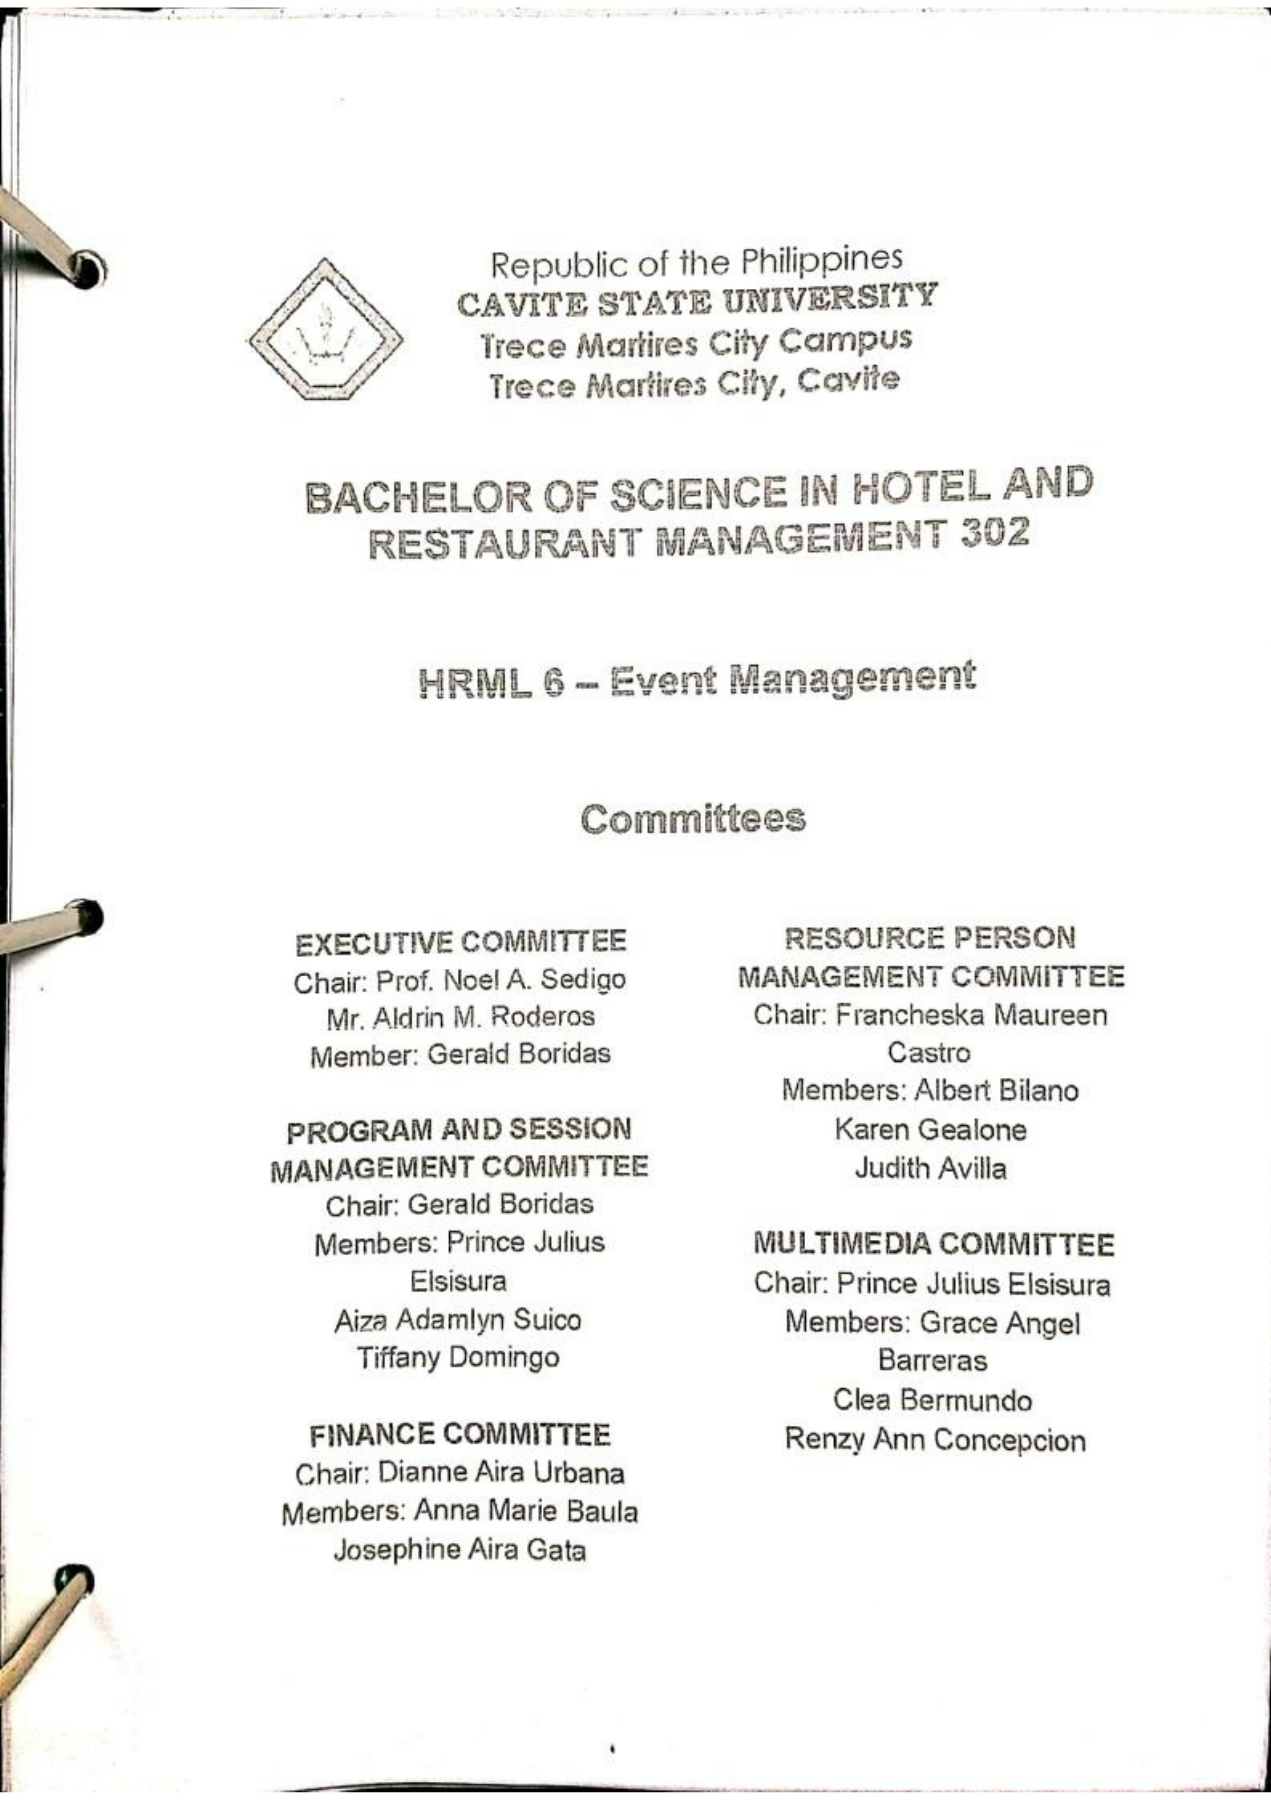 Republic of the Philippines
CAVITE STATE UNIVERSITY
Trece Martires City Campus
Trece Martires City, Cavite
BACHELOR OF SCIENCE IN HOTEL AND
RESTAURANT MANAGEMENT 302
HRML 6 – Event Management
Committees
EXECUTIVE COMMITTEE
Chair: Prof. Noel A. Sedigo
Mr. Aldrin M. Roderos
Member: Gerald Boridas
PROGRAM AND SESSION
MANAGEMENT COMMITTEE
Chair: Gerald Boridas
Members: Prince Julius
Elsisura
Aiza Adamlyn Suico
Tiffany Domingo
FINANCE COMMITTEE
Chair: Dianne Aira Urbana
Members: Anna Marie Baula
Josephine Aira Gata
RESOURCE PERSON
MANAGEMENT COMMITTEE
Chair: Francheska Maureen
Castro
Members: Albert Bilano
Karen Gealone
Judith Avilla
MULTIMEDIA COMMITTEE
Chair: Prince Julius Elsisura
Members: Grace Angel
Barreras
Clea Bermundo
Renzy Ann Concepcion